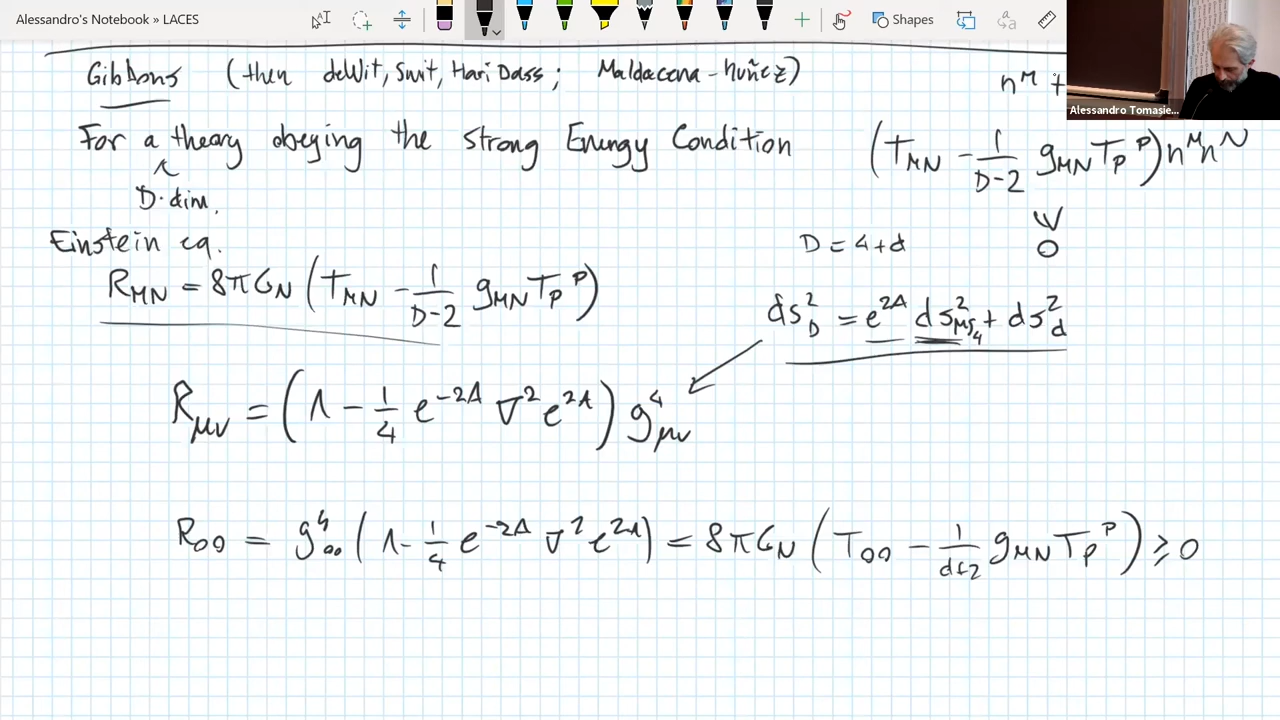 Alessandro's Notebook » LACES
Shapes
Gibbons (then deWit, Smit, Hari Dass; Maldacena-Nuñez)
n^M +
Alessandro Tomasie...
For a theory obeying the Strong Energy Condition (T_MN - 1/(D-2) g_MN T_P^P) n^M n^N
D-dim.
≥ 0
Einstein eq.
D = 4+d
R_MN = 8πG_N (T_MN - 1/(D-2) g_MN T_P^P)
ds²_D = e^{2A} ds²_{MS_4} + ds²_d
R_μν = (Λ - 1/4 e^{-2A} ∇² e^{2A}) g^4_μν
R_00 = g^4_00 (Λ - 1/4 e^{-2A} ∇² e^{2A}) = 8πG_N (T_00 - 1/(d+2) g_MN T_P^P) ≥ 0